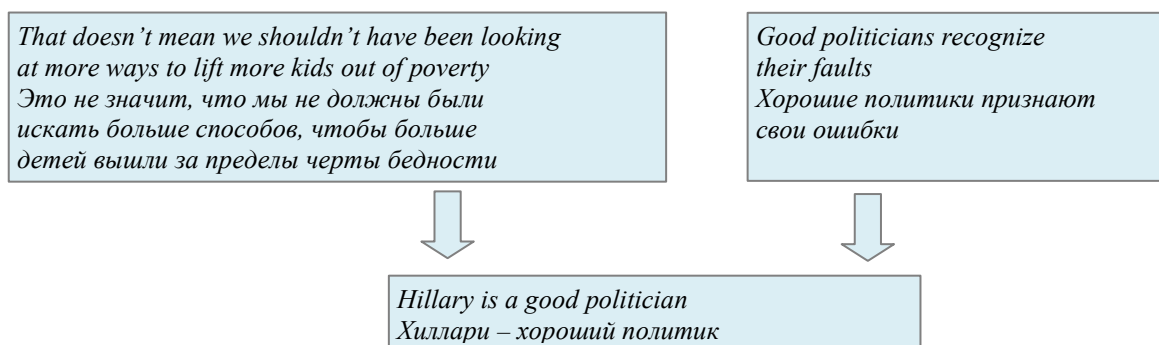 That doesn’t mean we shouldn’t have been looking
at more ways to lift more kids out of poverty
Это не значит, что мы не должны были
искать больше способов, чтобы больше
детей вышли за пределы черты бедности
Good politicians recognize
their faults
Хорошие политики признают
свои ошибки
Hillary is a good politician
Хиллари – хороший политик